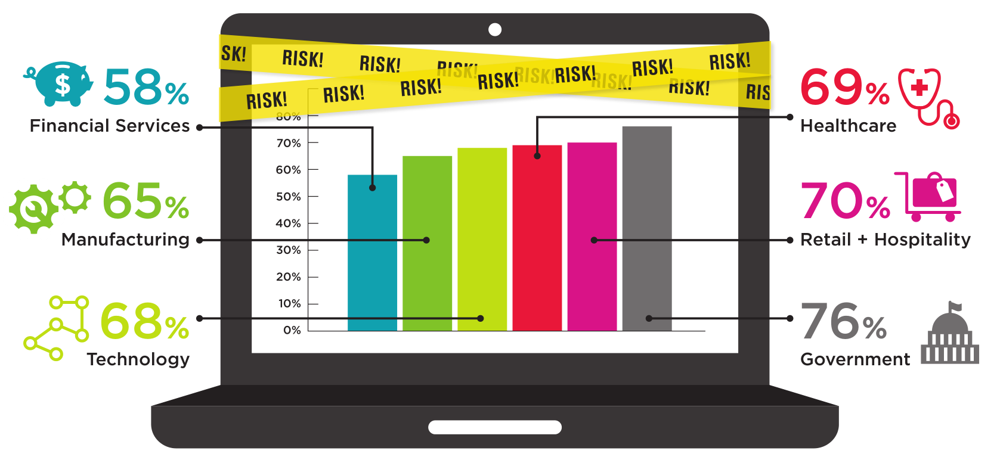 SK! RISK! RISK! RISK! RISK! RISK! RISK! RIS
RISK! RISK! RISK! RISK! RISK! RISK! RISK!
58%
Financial Services
65%
Manufacturing
68%
Technology
80%
70%
60%
50%
40%
30%
20%
10%
0%
69%
Healthcare
70%
Retail + Hospitality
76%
Government